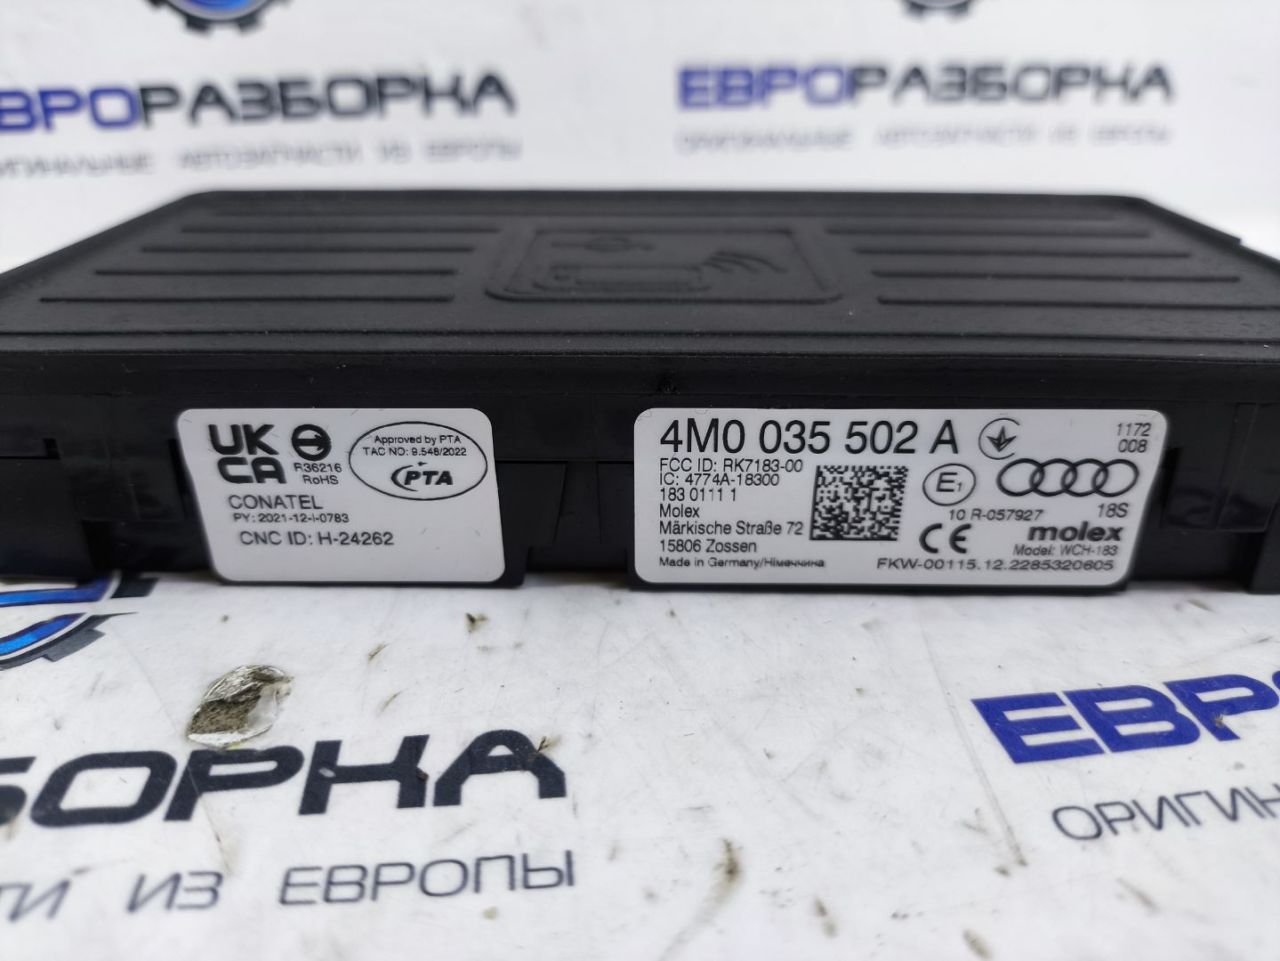 ЕВРОРАЗБОРКА
ОРИГИНАЛЬНЫЕ АВТОЗАПЧАСТИ ИЗ ЕВРОПЫ
ЕВРОРАЗБОРКА
ОРИГИНАЛЬНЫЕ АВТОЗАПЧАСТИ ИЗ ЕВРОПЫ
UK
CA
R36216
RoHS
Approved by PTA
TAC NO: 9.548/2022
PTA
CONATEL
PY: 2021-12-I-0783
CNC ID: H-24262
4M0 035 502 A
1172
008
FCC ID: RK7183-00
IC: 4774A-18300
183 0111 1
Molex
Märkische Straße 72
15806 Zossen
Made in Germany/Німеччина
E1
10 R-057927
18S
CE
molex
Model: WCH-183
FKW-00115.12.2285320605
БОРКА
ТИ ИЗ ЕВРОПЫ
ЕВР
ОРИГИН